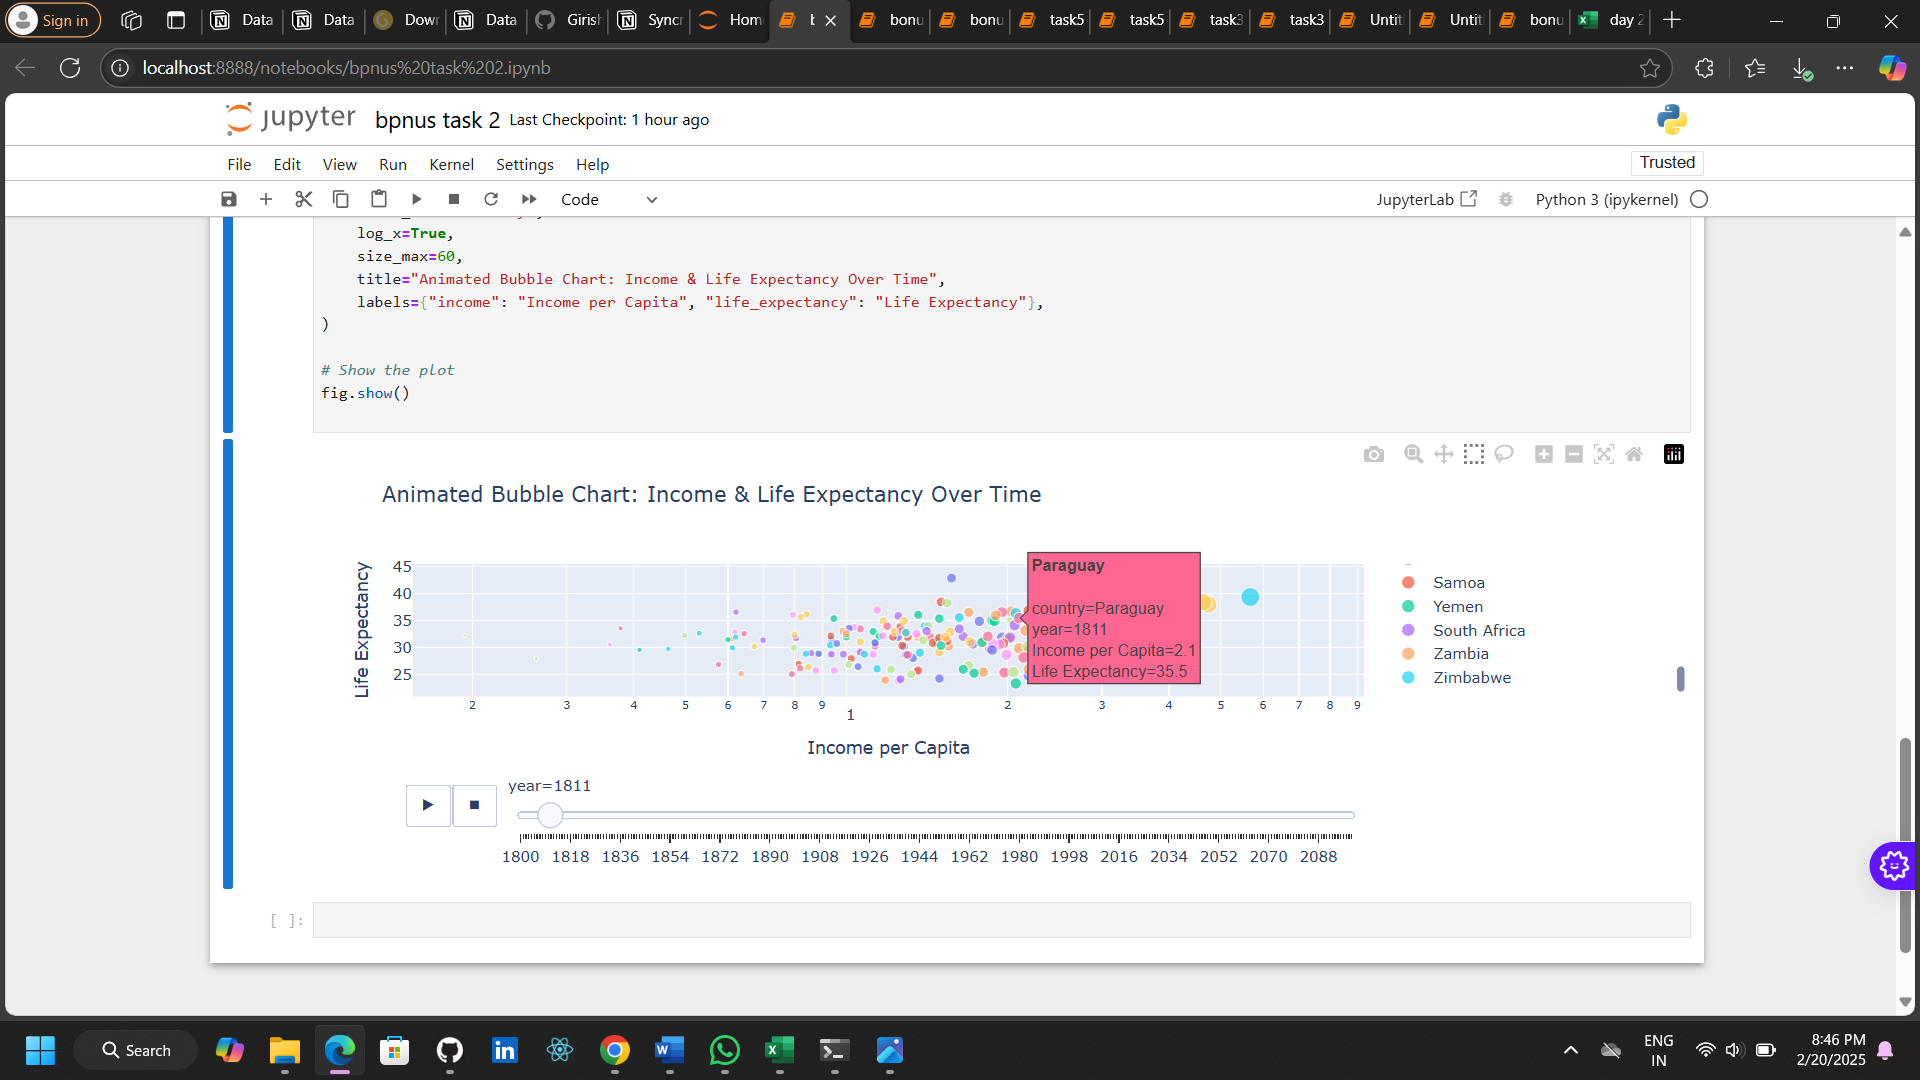 Sign in
Data
Data
Down
Data
Girish
Syncr
Home
bonu
bonu
task5
task5
task3
task3
Untit
Untit
bonu
day 2
localhost:8888/notebooks/bpnus%20task%202.ipynb
jupyter bpnus task 2 Last Checkpoint: 1 hour ago
File Edit View Run Kernel Settings Help
Trusted
Code
JupyterLab
Python 3 (ipykernel)
log_x=True,
size_max=60,
title="Animated Bubble Chart: Income & Life Expectancy Over Time",
labels={"income": "Income per Capita", "life_expectancy": "Life Expectancy"},
)
# Show the plot
fig.show()
Animated Bubble Chart: Income & Life Expectancy Over Time
Life Expectancy
45
40
35
30
25
Paraguay
country=Paraguay
year=1811
Income per Capita=2.1
Life Expectancy=35.5
Samoa
Yemen
South Africa
Zambia
Zimbabwe
2 3 4 5 6 7 8 9 1 2 3 4 5 6 7 8 9
Income per Capita
year=1811
1800 1818 1836 1854 1872 1890 1908 1926 1944 1962 1980 1998 2016 2034 2052 2070 2088
[ ]:
Search
ENG
IN
8:46 PM
2/20/2025